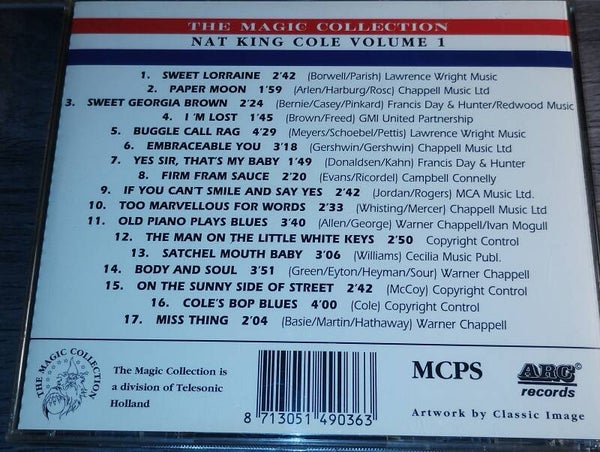 THE MAGIC COLLECTION
NAT KING COLE VOLUME 1
1. SWEET LORRAINE 2'42 (Borwell/Parish) Lawrence Wright Music
2. PAPER MOON 1'59 (Arlen/Harburg/Rosc) Chappell Music Ltd
3. SWEET GEORGIA BROWN 2'24 (Bernie/Casey/Pinkard) Francis Day & Hunter/Redwood Music
4. I'M LOST 1'45 (Brown/Freed) GMI United Partnership
5. BUGGLE CALL RAG 4'29 (Meyers/Schoebel/Pettis) Lawrence Wright Music
6. EMBRACEABLE YOU 3'18 (Gershwin/Gershwin) Chappell Music Ltd
7. YES SIR, THAT'S MY BABY 1'49 (Donaldsen/Kahn) Francis Day & Hunter
8. FIRM FRAM SAUCE 2'20 (Evans/Ricordel) Campbell Connelly
9. IF YOU CAN'T SMILE AND SAY YES 2'42 (Jordan/Rogers) MCA Music Ltd.
10. TOO MARVELLOUS FOR WORDS 2'33 (Whisting/Mercer) Chappell Music Ltd
11. OLD PIANO PLAYS BLUES 3'40 (Allen/George) Warner Chappell/Ivan Mogull
12. THE MAN ON THE LITTLE WHITE KEYS 2'50 Copyright Control
13. SATCHEL MOUTH BABY 3'06 (Williams) Cecilia Music Publ.
14. BODY AND SOUL 3'51 (Green/Eyton/Heyman/Sour) Warner Chappell
15. ON THE SUNNY SIDE OF STREET 2'42 (McCoy) Copyright Control
16. COLE'S BOP BLUES 4'00 (Cole) Copyright Control
17. MISS THING 2'04 (Basie/Martin/Hathaway) Warner Chappell
THE MAGIC COLLECTION
The Magic Collection is
a division of Telesonic
Holland
8 713051 490363
MCPS
ARC©
records
Artwork by Classic Image